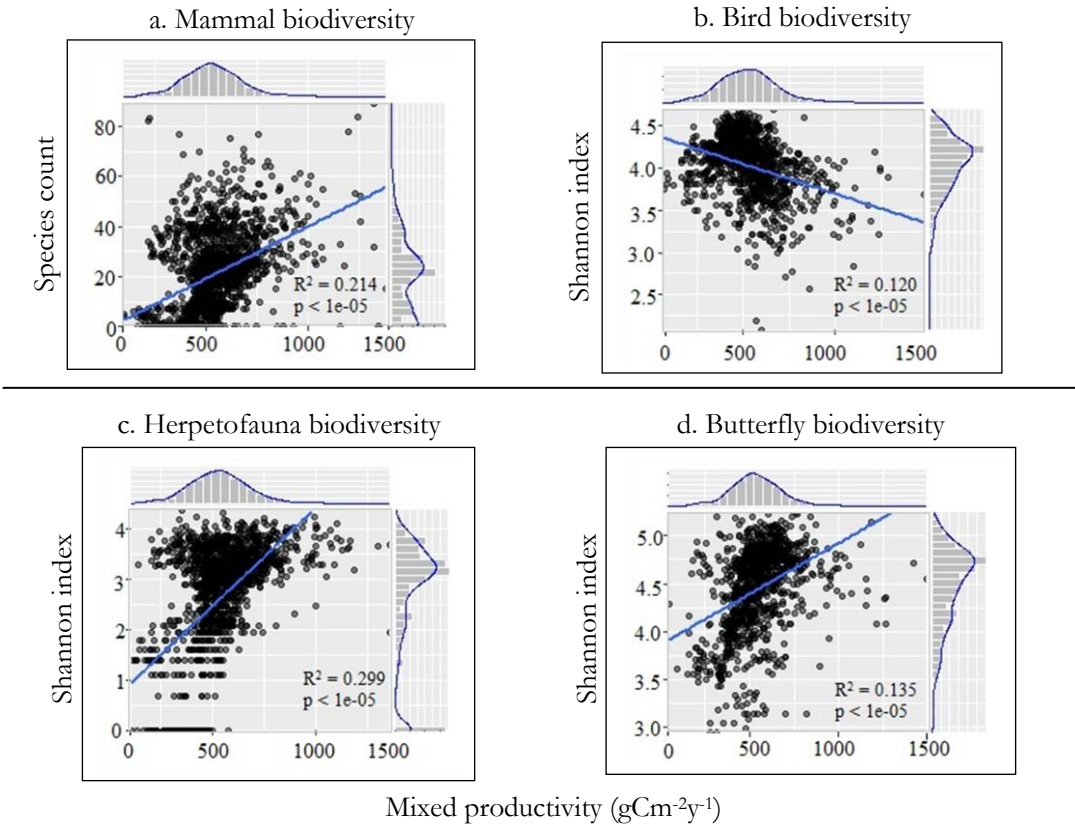 a. Mammal biodiversity
Species count
80
60
40
20
0
R² = 0.214
p < 1e-05
0 500 1000 1500
b. Bird biodiversity
Shannon index
4.5
4.0
3.5
3.0
2.5
R² = 0.120
p < 1e-05
0 500 1000 1500
c. Herpetofauna biodiversity
Shannon index
4
3
2
1
0
R² = 0.299
p < 1e-05
0 500 1000 1500
d. Butterfly biodiversity
Shannon index
5.0
4.5
4.0
3.5
3.0
R² = 0.135
p < 1e-05
0 500 1000 1500
Mixed productivity (gCm⁻²y⁻¹)